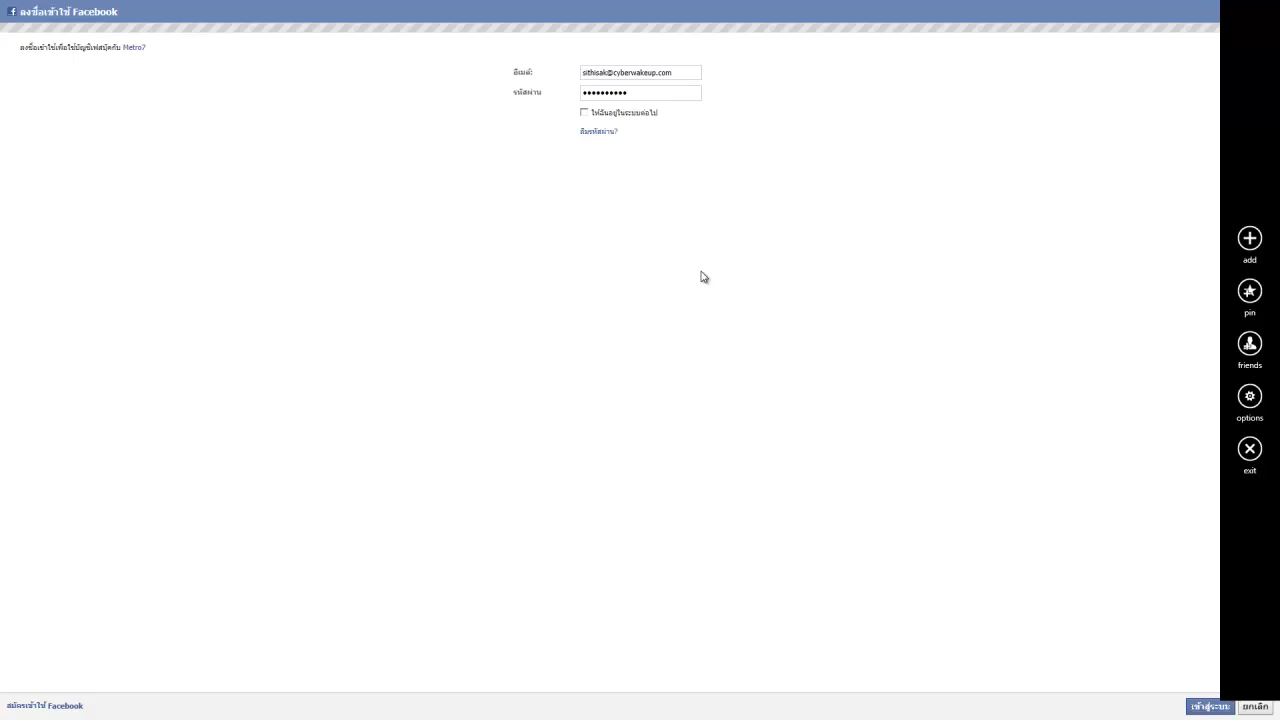 ลงชื่อเข้าใช้ Facebook
ลงชื่อเข้าใช้เพื่อใช้บัญชีเฟสบุ๊คกับ Metro7
อีเมล์:
sithisak@cyberwakeup.com
รหัสผ่าน
••••••••••
ให้ฉันอยู่ในระบบต่อไป
ลืมรหัสผ่าน?
add
pin
friends
options
exit
สมัครเข้าใช้ Facebook
เข้าสู่ระบบ
ยกเลิก